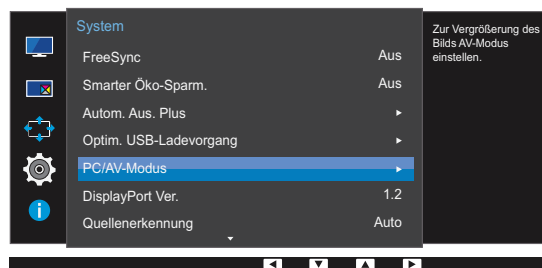 System
FreeSync Aus
Smarter Öko-Sparm. Aus
Autom. Aus. Plus
Optim. USB-Ladevorgang
PC/AV-Modus
DisplayPort Ver. 1.2
Quellenerkennung Auto
Zur Vergrößerung des
Bilds AV-Modus
einstellen.